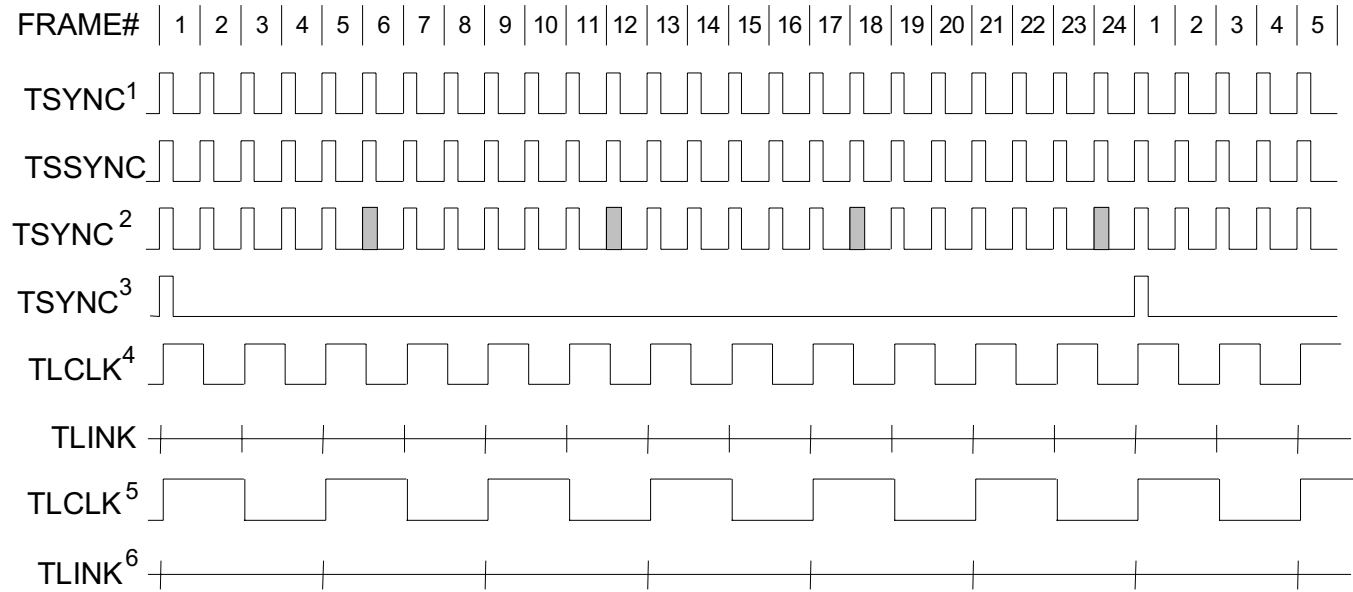 FRAME# 1 2 3 4 5 6 7 8 9 10 11 12 13 14 15 16 17 18 19 20 21 22 23 24 1 2 3 4 5
TSYNC¹
TSSYNC
TSYNC²
TSYNC³
TLCLK⁴
TLINK
TLCLK⁵
TLINK⁶